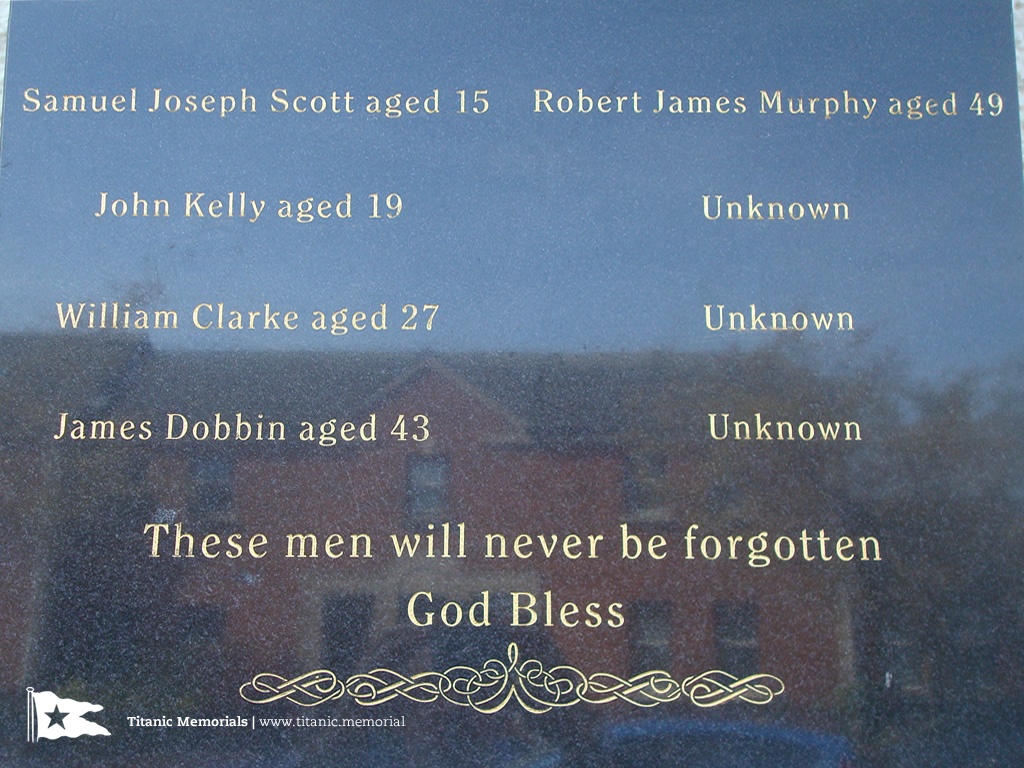 Samuel Joseph Scott aged 15 Robert James Murphy aged 49
John Kelly aged 19 Unknown
William Clarke aged 27 Unknown
James Dobbin aged 43 Unknown
These men will never be forgotten
God Bless
Titanic Memorials | www.titanic.memorial